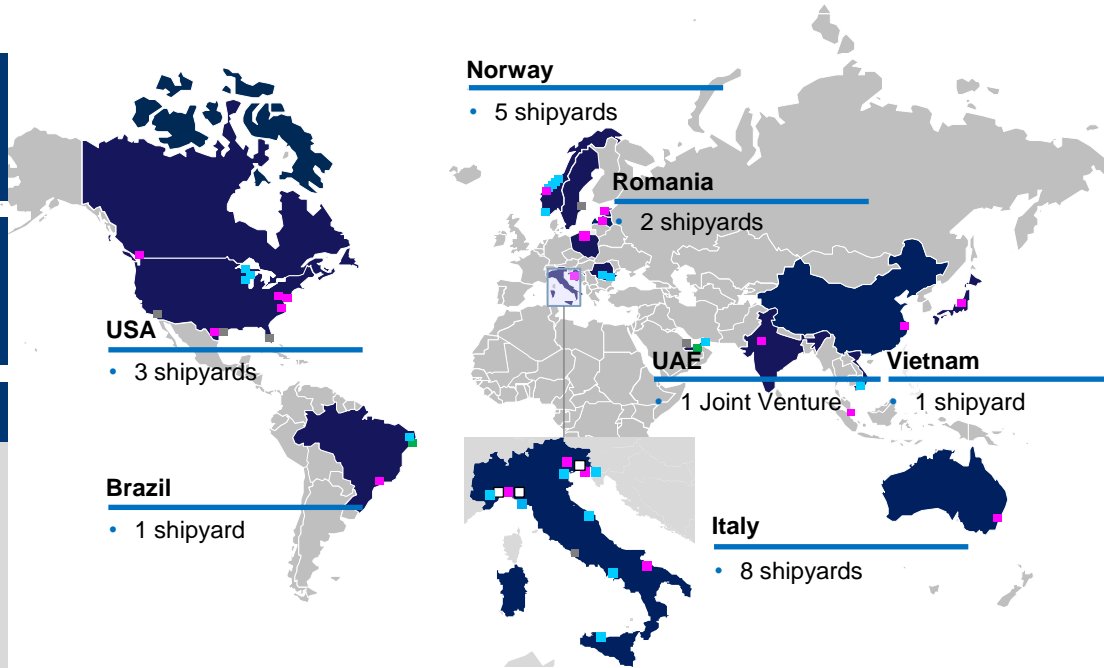 Norway
• 5 shipyards
Romania
• 2 shipyards
USA
• 3 shipyards
UAE
• 1 Joint Venture
Vietnam
• 1 shipyard
Brazil
• 1 shipyard
Italy
• 8 shipyards